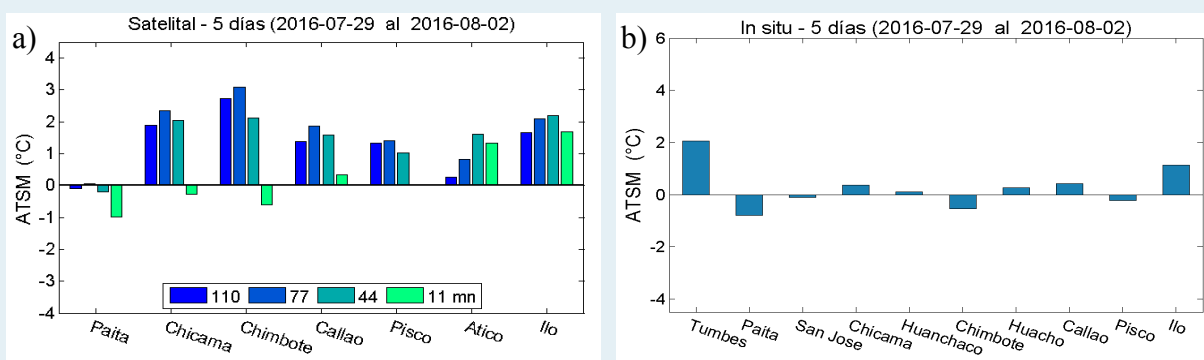 a)
Satelital - 5 días (2016-07-29 al 2016-08-02)
ATSM (°C)
4
3
2
1
0
-1
-2
-3
-4
110 77 44 11 mn
Paita Chicama Chimbote Callao Pisco Atico Ilo
b)
In situ - 5 días (2016-07-29 al 2016-08-02)
ATSM (°C)
6
4
2
0
-2
-4
Tumbes Paita San Jose Chicama Huanchaco Chimbote Huacho Callao Pisco Ilo